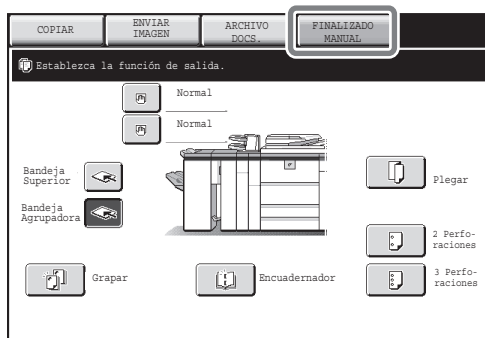 COPIAR
ENVIAR
IMAGEN
ARCHIVO
DOCS.
FINALIZADO
MANUAL
Establezca la función de salida.
Normal
Normal
Bandeja
Superior
Bandeja
Agrupadora
Plegar
2 Perfo-
raciones
3 Perfo-
raciones
Grapar
Encuadernador